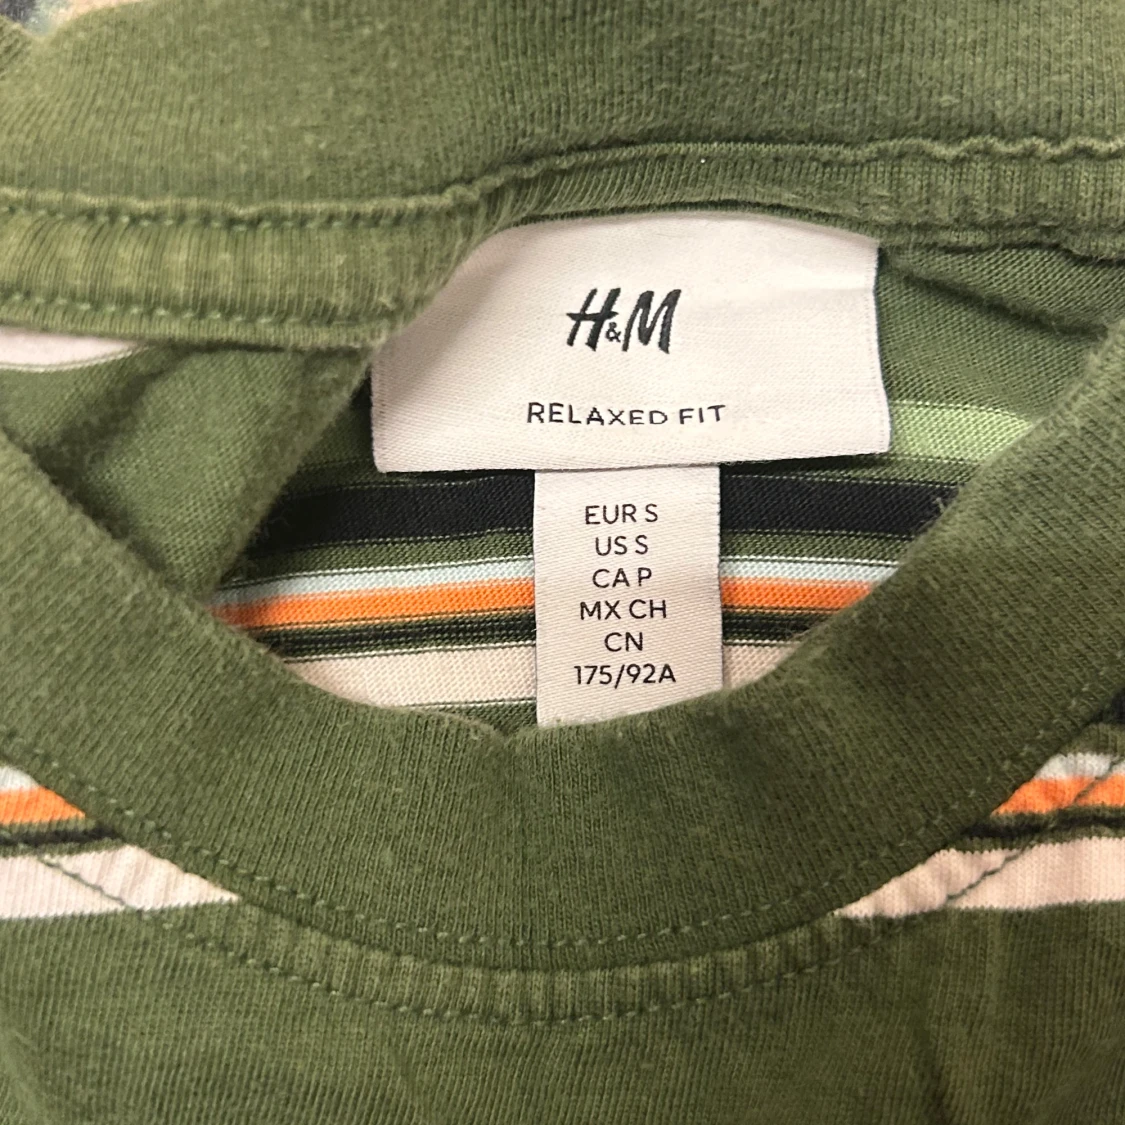 H&M
RELAXED FIT
EUR S
US S
CA P
MX CH
CN
175/92A